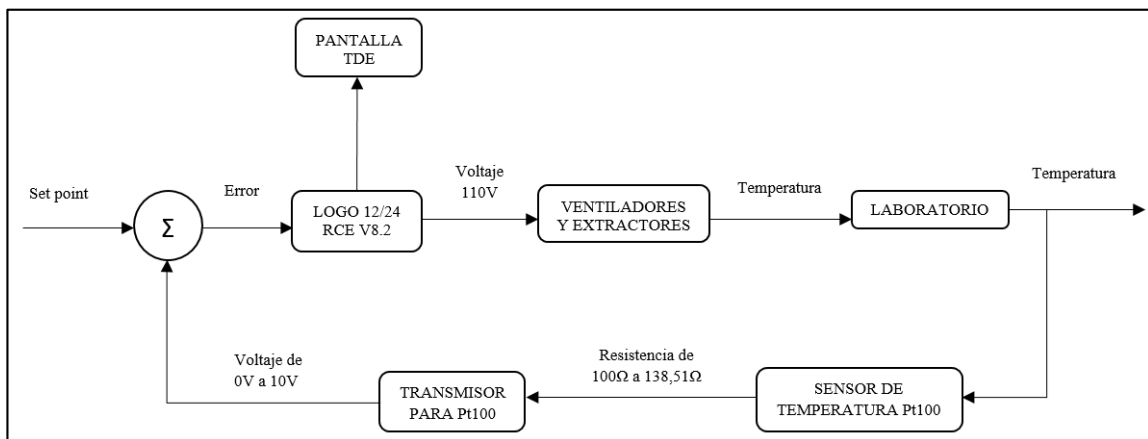 PANTALLA
TDE
Set point
Error
LOGO 12/24
RCE V8.2
Voltaje
110V
VENTILADORES
Y EXTRACTORES
Temperatura
LABORATORIO
Temperatura
Σ
Voltaje de
0V a 10V
TRANSMISOR
PARA Pt100
Resistencia de
100Ω a 138,51Ω
SENSOR DE
TEMPERATURA Pt100